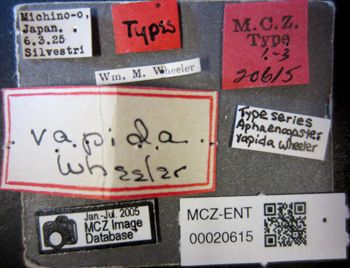 Michino-o,
Japan.
6.3.25
Silvestri
Types
M.C.Z.
Type
1-3
20615
Wm. M. Wheeler
vapida
Wheeler
Type series
Aphaenogaster
vapida Wheeler
Jan-Jul. 2005
MCZ Image
Database
MCZ-ENT
00020615